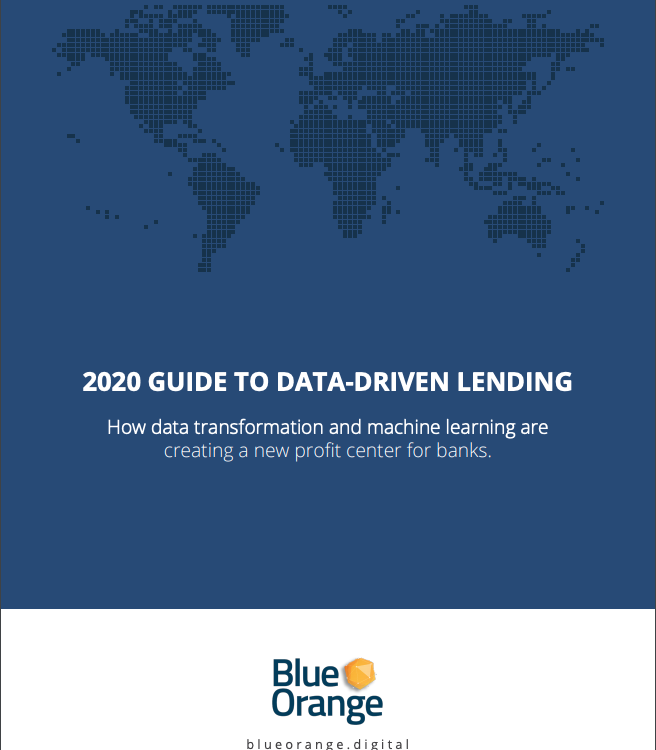 2020 GUIDE TO DATA-DRIVEN LENDING
How data transformation and machine learning are
creating a new profit center for banks.
Blue
Orange
blueorange.digital